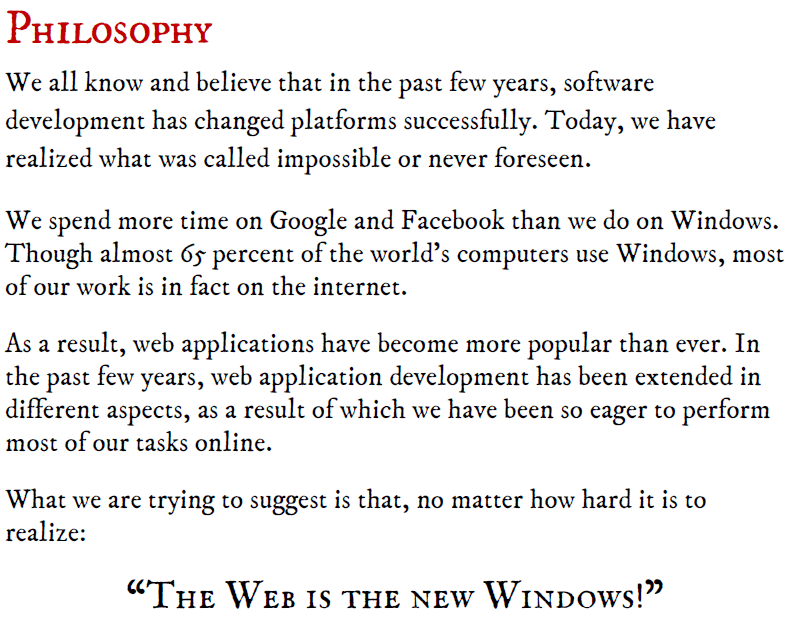 Philosophy
We all know and believe that in the past few years, software
development has changed platforms successfully. Today, we have
realized what was called impossible or never foreseen.
We spend more time on Google and Facebook than we do on Windows.
Though almost 65 percent of the world’s computers use Windows, most
of our work is in fact on the internet.
As a result, web applications have become more popular than ever. In
the past few years, web application development has been extended in
different aspects, as a result of which we have been so eager to perform
most of our tasks online.
What we are trying to suggest is that, no matter how hard it is to
realize:
“The Web is the new Windows!”